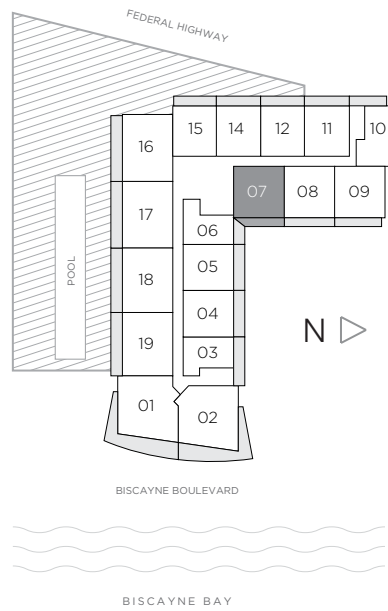 FEDERAL HIGHWAY
15 14 12 11 10
16
07 08 09
17
06
POOL
18
05
04
N
19
03
01 02
BISCAYNE BOULEVARD
BISCAYNE BAY